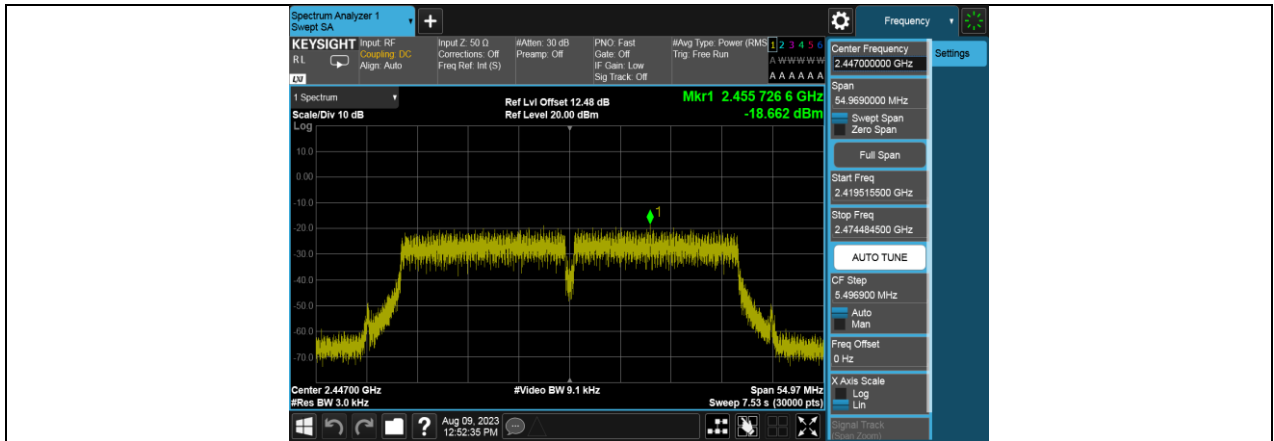 Spectrum Analyzer 1
Swept SA
+
Frequency
KEYSIGHT
RL
LXI
Input: RF
Coupling: DC
Align: Auto
Input Z: 50 Ω
Corrections: Off
Freq Ref: Int (S)
#Atten: 30 dB
Preamp: Off
PNO: Fast
Gate: Off
IF Gain: Low
Sig Track: Off
#Avg Type: Power (RMS
Trig: Free Run
1 2 3 4 5 6
A W W W W W
A A A A A A
1 Spectrum
Scale/Div 10 dB
Ref Lvl Offset 12.48 dB
Ref Level 20.00 dBm
Mkr1 2.455 726 6 GHz
-18.662 dBm
Log
10.0
0.00
-10.0
-20.0
-30.0
-40.0
-50.0
-60.0
-70.0
1
Center 2.44700 GHz
#Res BW 3.0 kHz
#Video BW 9.1 kHz
Span 54.97 MHz
Sweep 7.53 s (30000 pts)
Aug 09, 2023
12:52:35 PM
?
Center Frequency
2.447000000 GHz
Settings
Span
54.9690000 MHz
Swept Span
Zero Span
Full Span
Start Freq
2.419515500 GHz
Stop Freq
2.474484500 GHz
AUTO TUNE
CF Step
5.496900 MHz
Auto
Man
Freq Offset
0 Hz
X Axis Scale
Log
Lin
Signal Track
(Span Zoom)